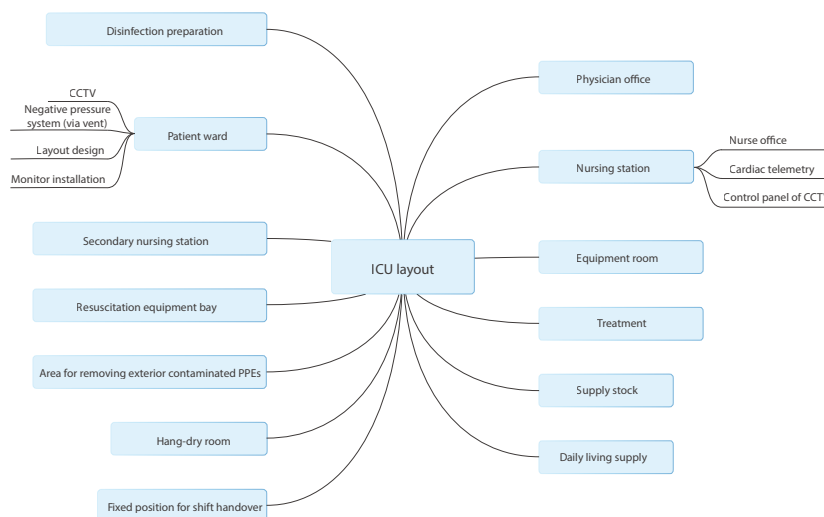 Disinfection preparation
CCTV
Negative pressure
system (via vent)
Layout design
Monitor installation
Patient ward
Secondary nursing station
Resuscitation equipment bay
Area for removing exterior contaminated PPEs
Hang-dry room
Fixed position for shift handover
ICU layout
Physician office
Nursing station
Nurse office
Cardiac telemetry
Control panel of CCTV
Equipment room
Treatment
Supply stock
Daily living supply